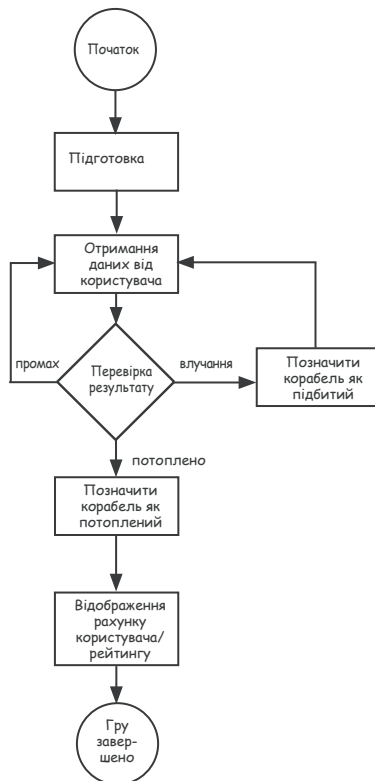 Початок
Підготовка
Отримання
даних від
користувача
промах
Перевірка
результату
влучання
Позначити
корабель як
підбитий
потоплено
Позначити
корабель як
потоплений
Відображення
рахунку
користувача/
рейтингу
Гру
завер-
шено